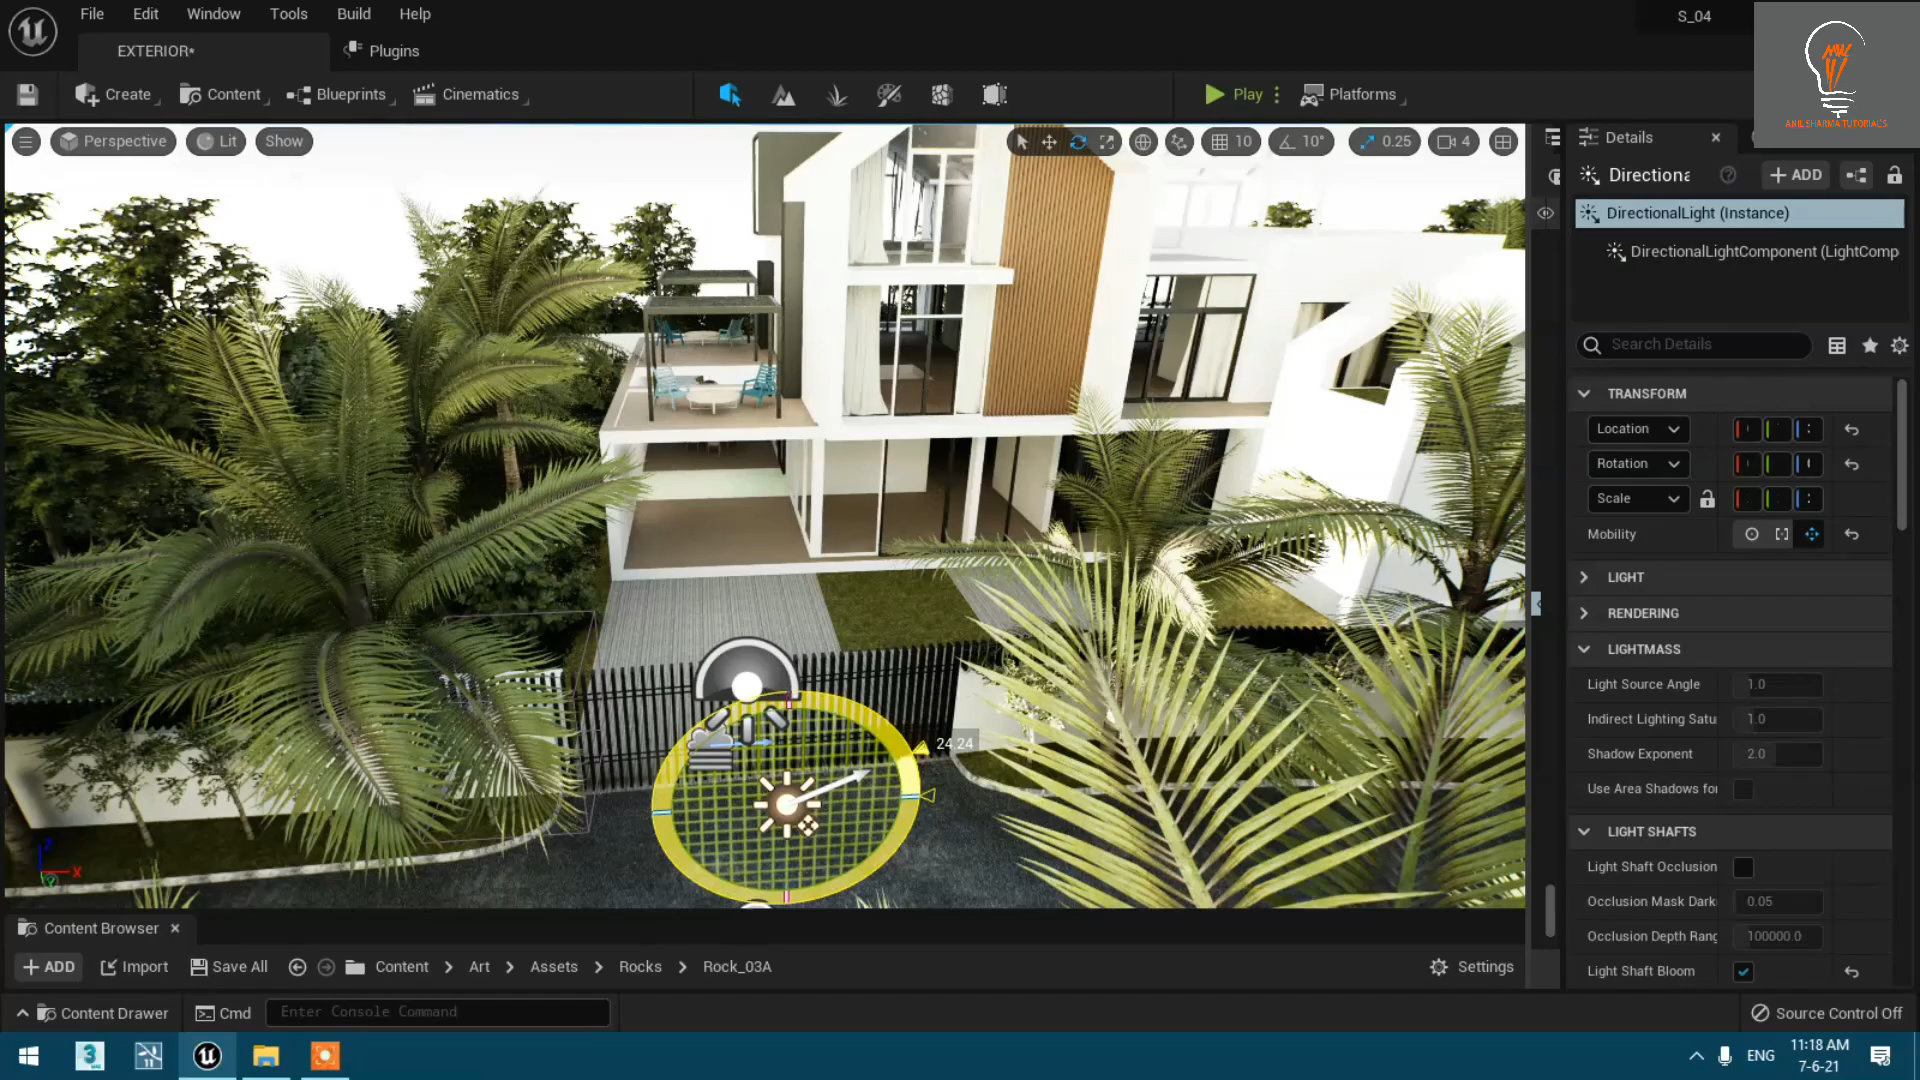 File Edit Window Tools Build Help
S_04
EXTERIOR*
Plugins
Create
Content
Blueprints
Cinematics
Play
Platforms
ANIL SHARMA TUTORIAL'S
Perspective
Lit
Show
10
10°
0.25
4
Details
Directiona
ADD
DirectionalLight (Instance)
DirectionalLightComponent (LightComp
Search Details
TRANSFORM
Location
Rotation
Scale
Mobility
LIGHT
RENDERING
LIGHTMASS
Light Source Angle 1.0
Indirect Lighting Satu 1.0
Shadow Exponent 2.0
Use Area Shadows for
LIGHT SHAFTS
Light Shaft Occlusion
Occlusion Mask Dark 0.05
Occlusion Depth Rang 100000.0
Light Shaft Bloom
24.24
Z
X
Content Browser
ADD
Import
Save All
Content
Art
Assets
Rocks
Rock_03A
Settings
Content Drawer
Cmd
Enter Console Command
Source Control Off
3
11
ENG
11:18 AM
7-6-21